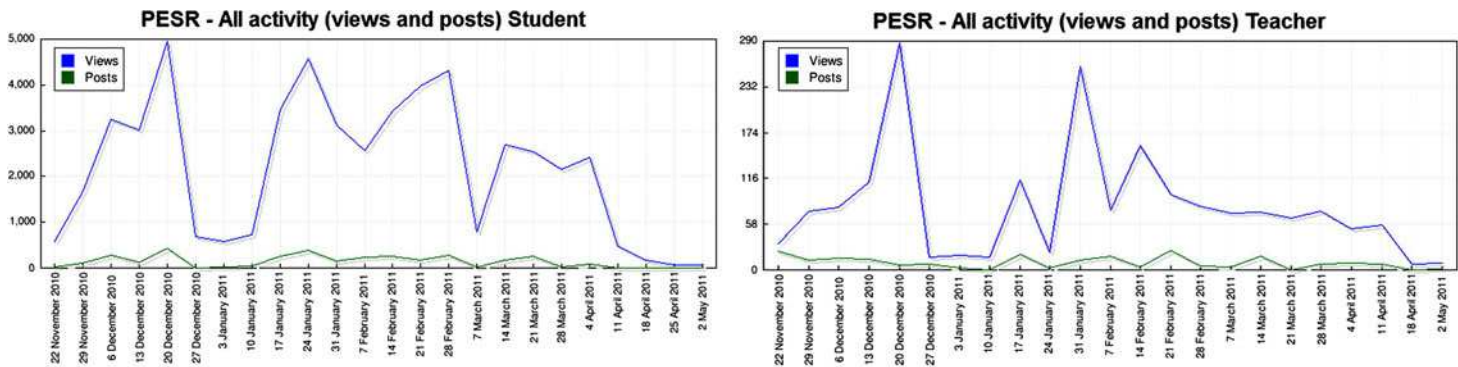 PESR - All activity (views and posts) Student
5,000
4,000
3,000
2,000
1,000
0
Views
Posts
22 November 2010
29 November 2010
6 December 2010
13 December 2010
20 December 2010
27 December 2010
3 January 2011
10 January 2011
17 January 2011
24 January 2011
31 January 2011
7 February 2011
14 February 2011
21 February 2011
28 February 2011
7 March 2011
14 March 2011
21 March 2011
28 March 2011
4 April 2011
11 April 2011
18 April 2011
25 April 2011
2 May 2011
PESR - All activity (views and posts) Teacher
290
232
174
116
58
0
Views
Posts
22 November 2010
29 November 2010
6 December 2010
13 December 2010
20 December 2010
27 December 2010
3 January 2011
10 January 2011
17 January 2011
24 January 2011
31 January 2011
7 February 2011
14 February 2011
21 February 2011
28 February 2011
7 March 2011
14 March 2011
21 March 2011
28 March 2011
4 April 2011
11 April 2011
18 April 2011
2 May 2011